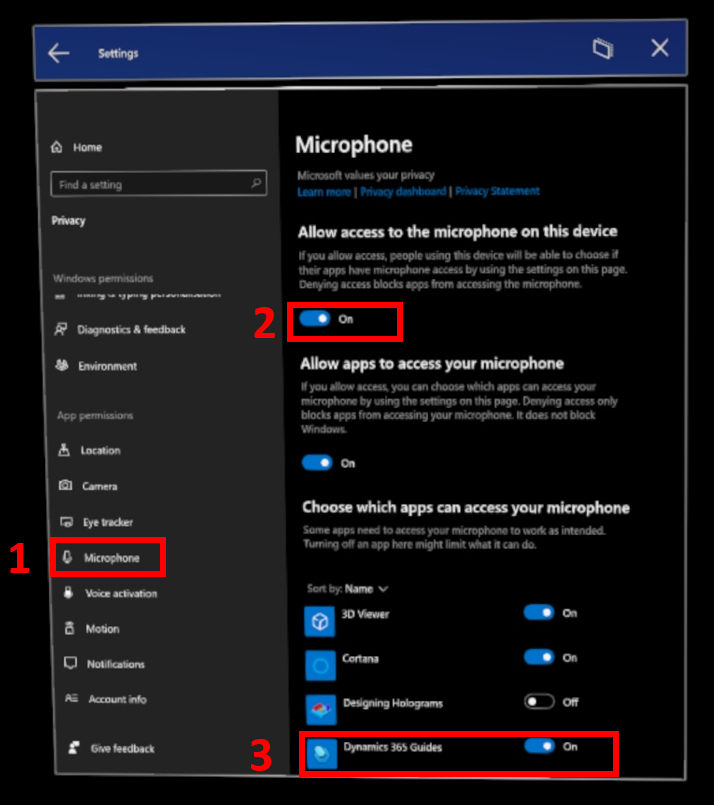 Settings
Home
Find a setting
Privacy
Windows permissions
Inking & typing personalisation
Diagnostics & feedback
Environment
App permissions
Location
Camera
Eye tracker
1
Microphone
Voice activation
Motion
Notifications
Account info
Give feedback
Microphone
Microsoft values your privacy
Learn more | Privacy dashboard | Privacy Statement
Allow access to the microphone on this device
If you allow access, people using this device will be able to choose if
their apps have microphone access by using the settings on this page.
Denying access blocks apps from accessing the microphone.
2
On
Allow apps to access your microphone
If you allow access, you can choose which apps can access your
microphone by using the settings on this page. Denying access only
blocks apps from accessing your microphone. It does not block
Windows.
On
Choose which apps can access your microphone
Some apps need to access your microphone to work as intended.
Turning off an app here might limit what it can do.
Sort by: Name
3D Viewer On
Cortana On
Designing Holograms Off
3
Dynamics 365 Guides On